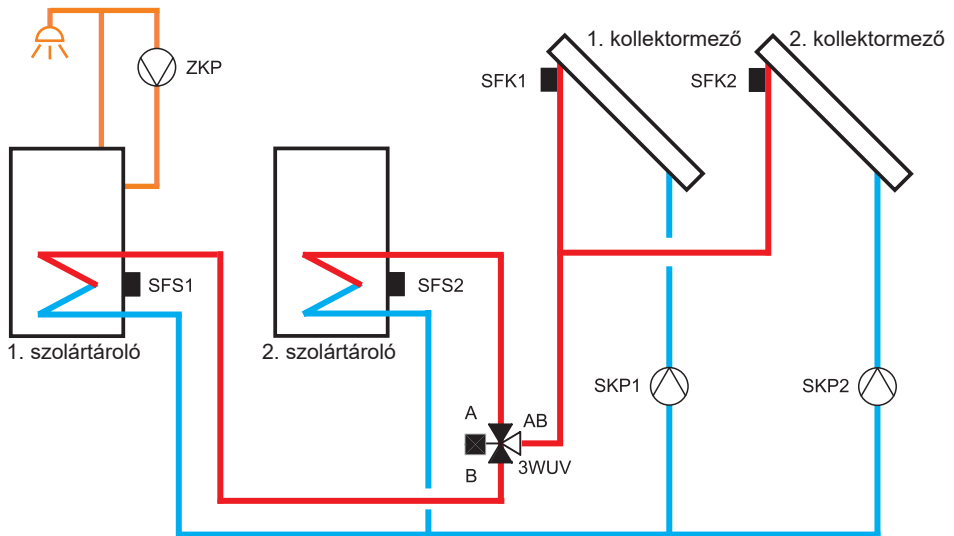 ZKP
1. kollektormező
2. kollektormező
SFK1
SFK2
SFS1
SFS2
1. szolártároló
2. szolártároló
SKP1
SKP2
A
AB
B
3WUV